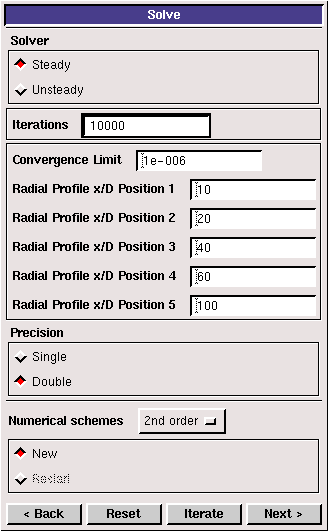 Solve
Solver
Steady
Unsteady
Iterations 10000
Convergence Limit 1e-006
Radial Profile x/D Position 1 10
Radial Profile x/D Position 2 20
Radial Profile x/D Position 3 40
Radial Profile x/D Position 4 60
Radial Profile x/D Position 5 100
Precision
Single
Double
Numerical schemes 2nd order
New
Restart
< Back Reset Iterate Next >